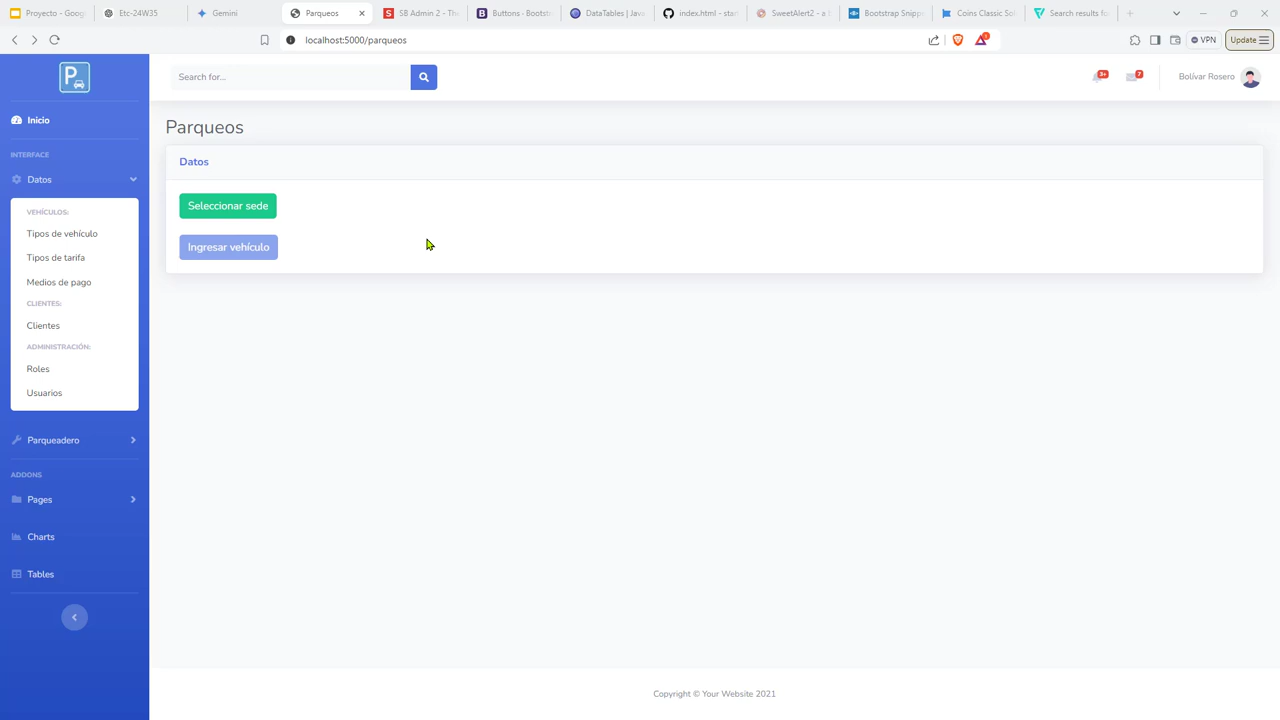 Proyecto - Goog
Etc-24W35
Gemini
Parqueos
SB Admin 2 - The
Buttons · Bootstr
DataTables | Java
index.html - star
SweetAlert2 - a b
Bootstrap Snippe
Coins Classic Sol
Search results fo
localhost:5000/parqueos
VPN
Update
P
Search for...
3+
7
Bolívar Rosero
Inicio
INTERFACE
Datos
VEHÍCULOS:
Tipos de vehículo
Tipos de tarifa
Medios de pago
CLIENTES:
Clientes
ADMINISTRACIÓN:
Roles
Usuarios
Parqueadero
ADDONS
Pages
Charts
Tables
Parqueos
Datos
Seleccionar sede
Ingresar vehículo
Copyright © Your Website 2021